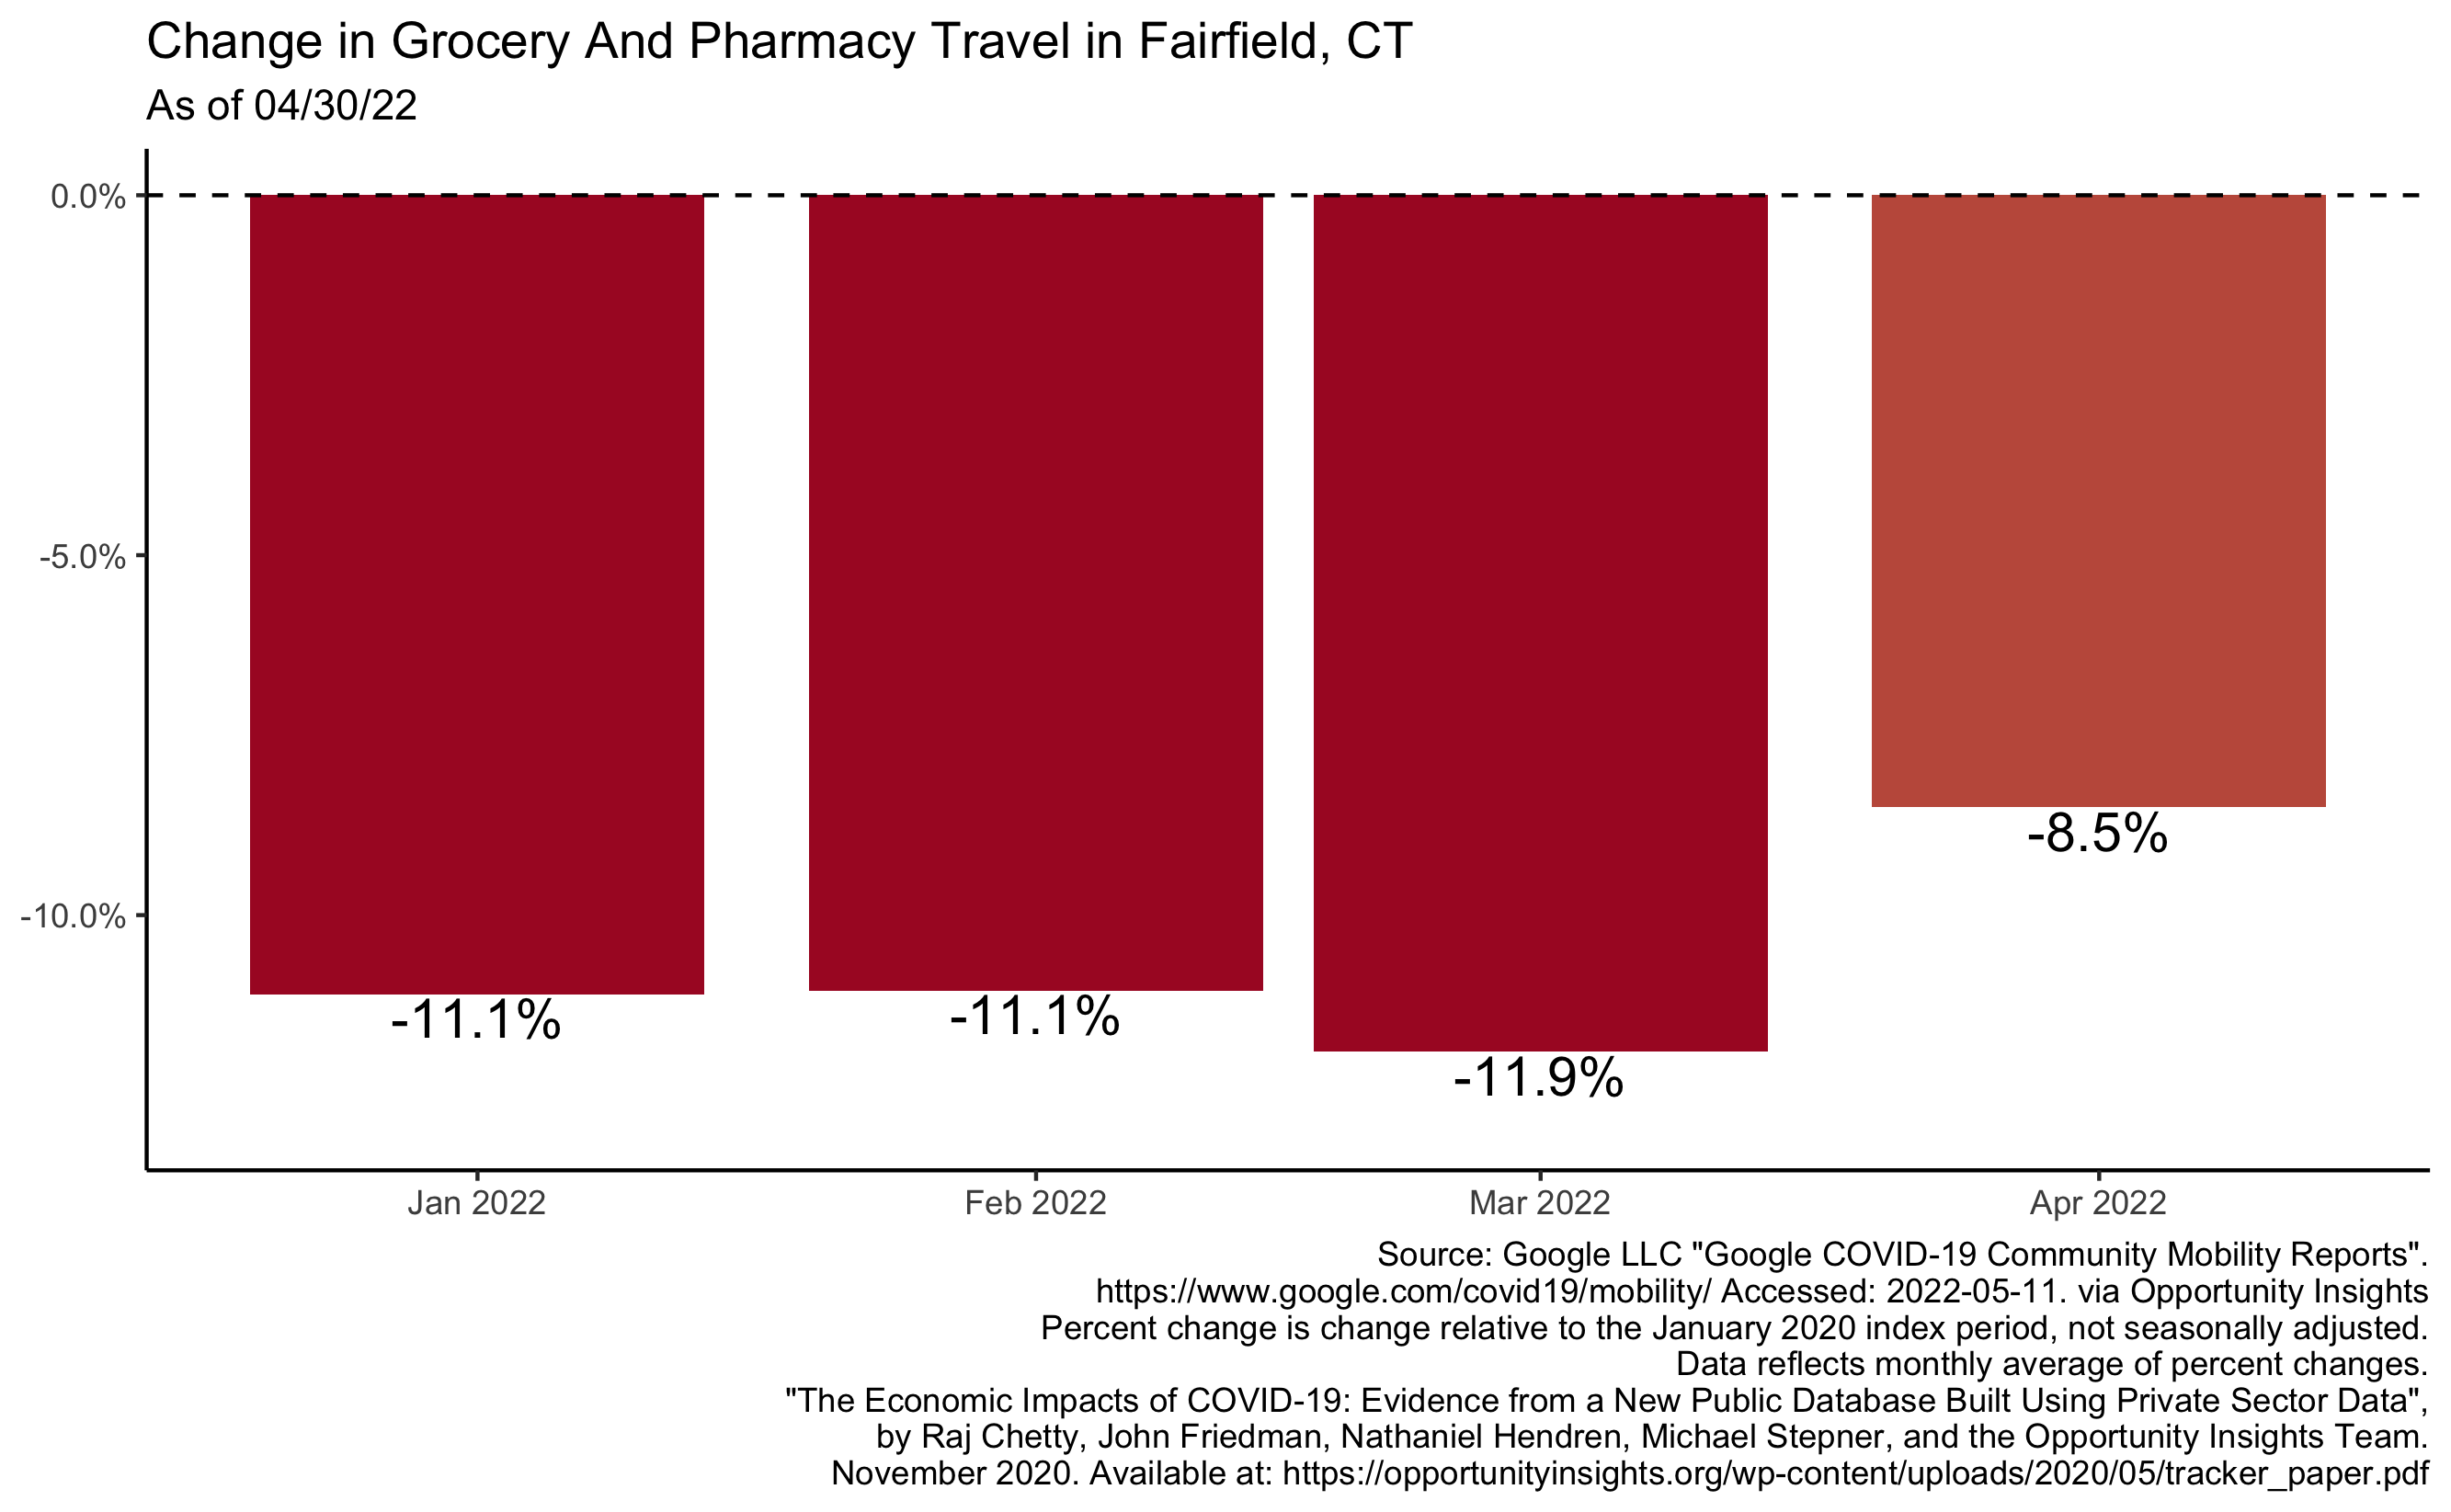 Change in Grocery And Pharmacy Travel in Fairfield, CT
As of 04/30/22
0.0%
-5.0%
-10.0%
-11.1%
-11.1%
-11.9%
-8.5%
Jan 2022
Feb 2022
Mar 2022
Apr 2022
Source: Google LLC "Google COVID-19 Community Mobility Reports".
https://www.google.com/covid19/mobility/ Accessed: 2022-05-11. via Opportunity Insights
Percent change is change relative to the January 2020 index period, not seasonally adjusted.
Data reflects monthly average of percent changes.
"The Economic Impacts of COVID-19: Evidence from a New Public Database Built Using Private Sector Data",
by Raj Chetty, John Friedman, Nathaniel Hendren, Michael Stepner, and the Opportunity Insights Team.
November 2020. Available at: https://opportunityinsights.org/wp-content/uploads/2020/05/tracker_paper.pdf